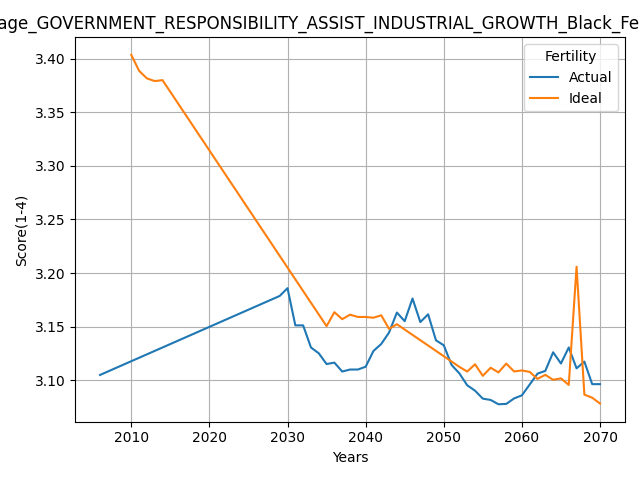 age_GOVERNMENT_RESPONSIBILITY_ASSIST_INDUSTRIAL_GROWTH_Black_Fe
Fertility
Actual
Ideal
3.40
3.35
3.30
3.25
3.20
3.15
3.10
Score(1-4)
2010 2020 2030 2040 2050 2060 2070
Years